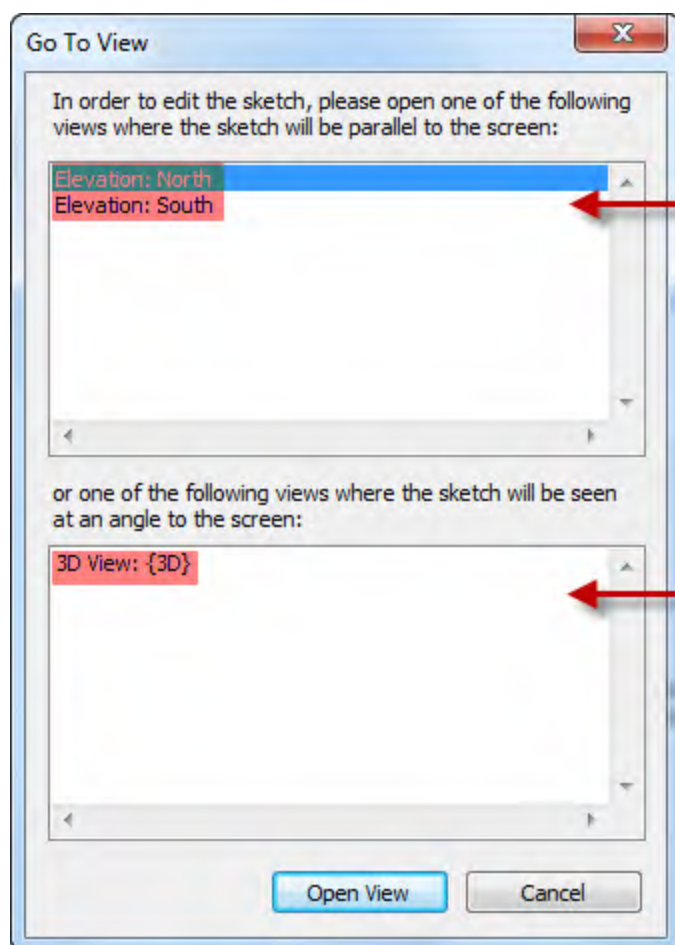 Go To View
In order to edit the sketch, please open one of the following
views where the sketch will be parallel to the screen:
Elevation: North
Elevation: South
or one of the following views where the sketch will be seen
at an angle to the screen:
3D View: {3D}
Open View
Cancel